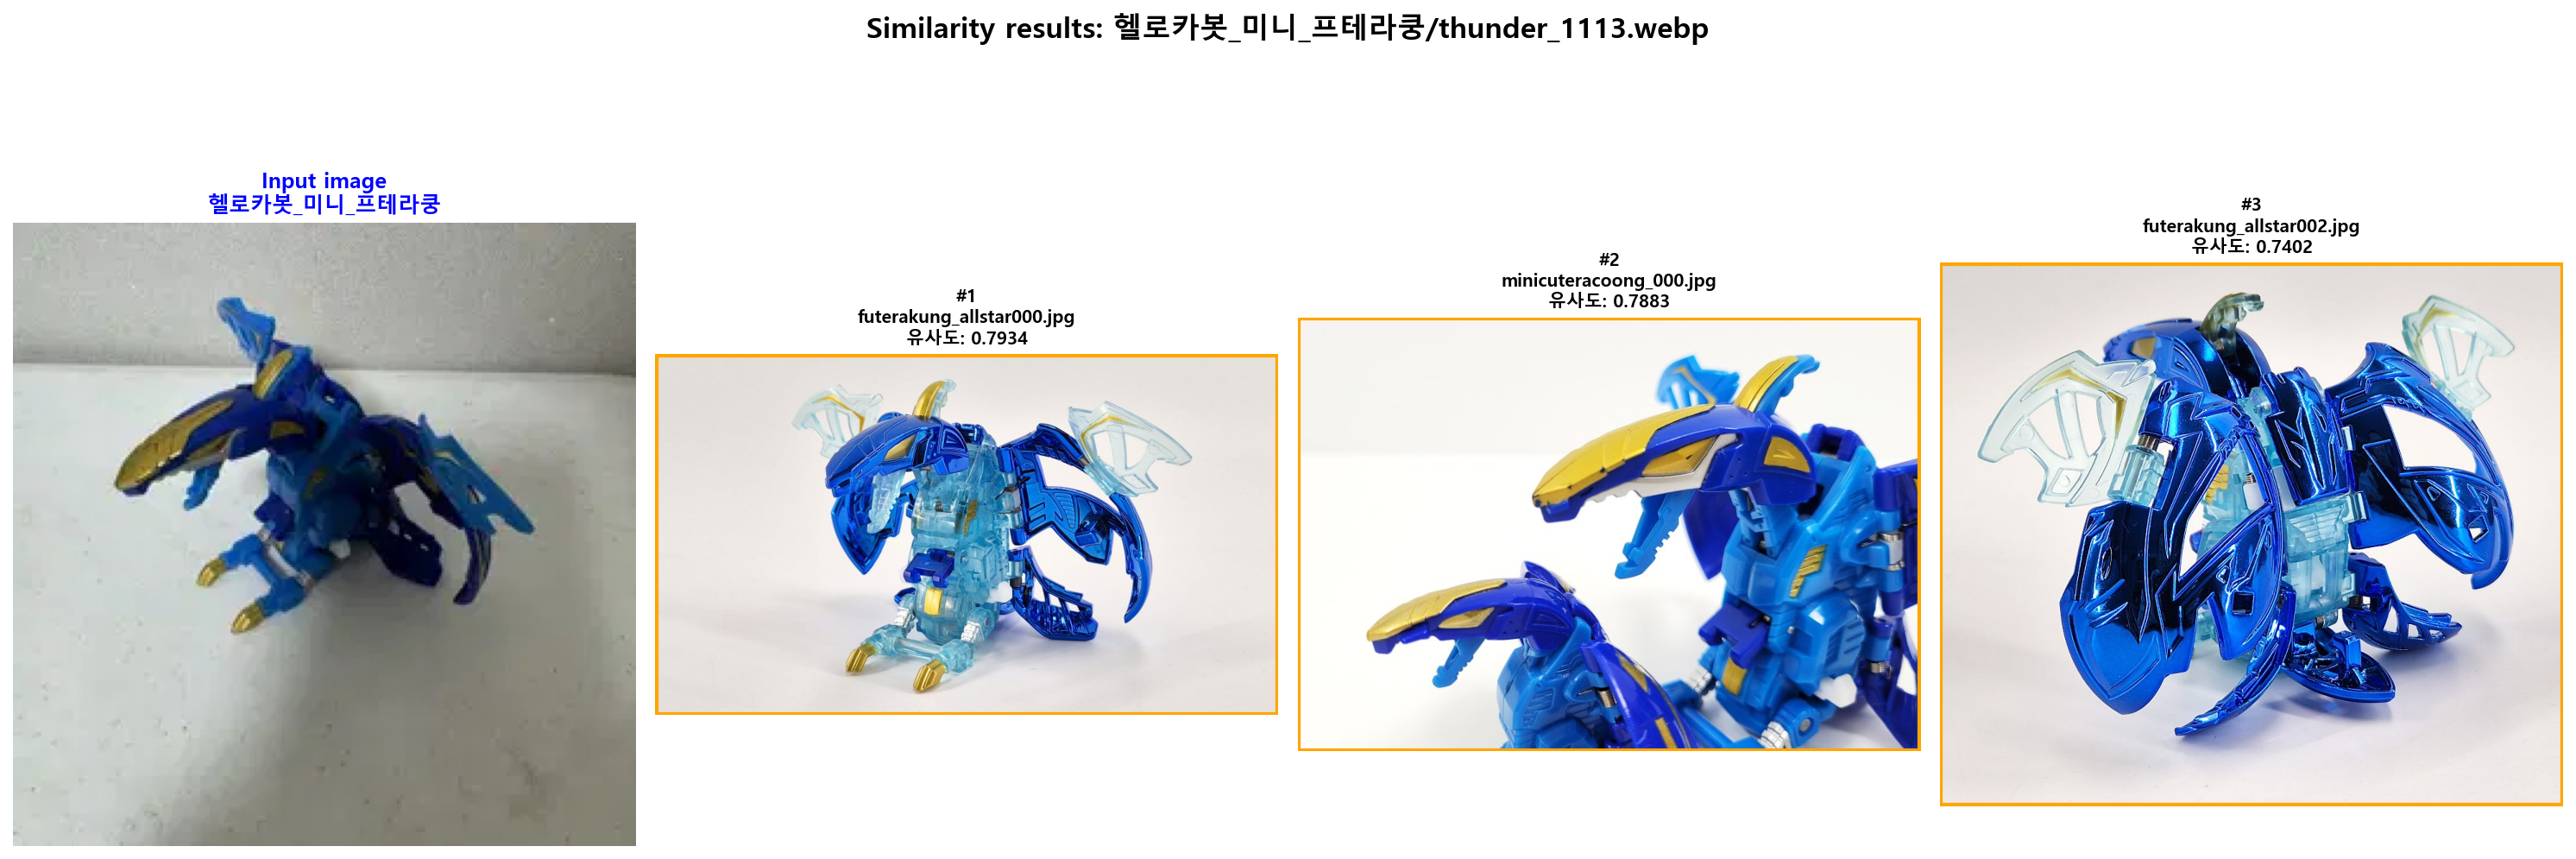 Similarity results: 헬로카봇_미니_프테라쿵/thunder_1113.webp
Input image
헬로카봇_미니_프테라쿵
#1
futerakung_allstar000.jpg
유사도: 0.7934
#2
minicuteracoong_000.jpg
유사도: 0.7883
#3
futerakung_allstar002.jpg
유사도: 0.7402